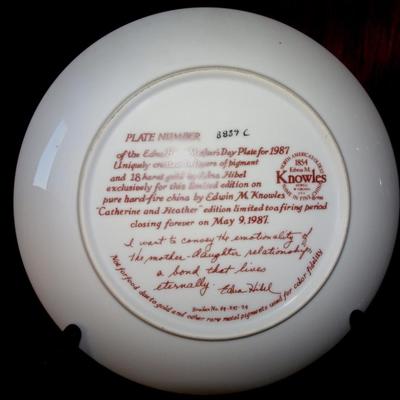 PLATE NUMBER 8839 C
of the Edna Mother's Day Plate for 1987
Uniquely created layers of pigment
and 18 karat gold by Edna Hibel
exclusively for this limited edition on
pure hard-fire china by Edwin M. Knowles
"Catherine and Heather" edition limited to a firing period
closing forever on May 9, 1987.
I want to convey the emotionality of
the mother-daughter relationship,
a bond that lives
eternally. Edna Hibel
Not for food due to gold and other rare metal pigments used for color fidelity
Bradex No.
1854
Edwin M.
Knowles